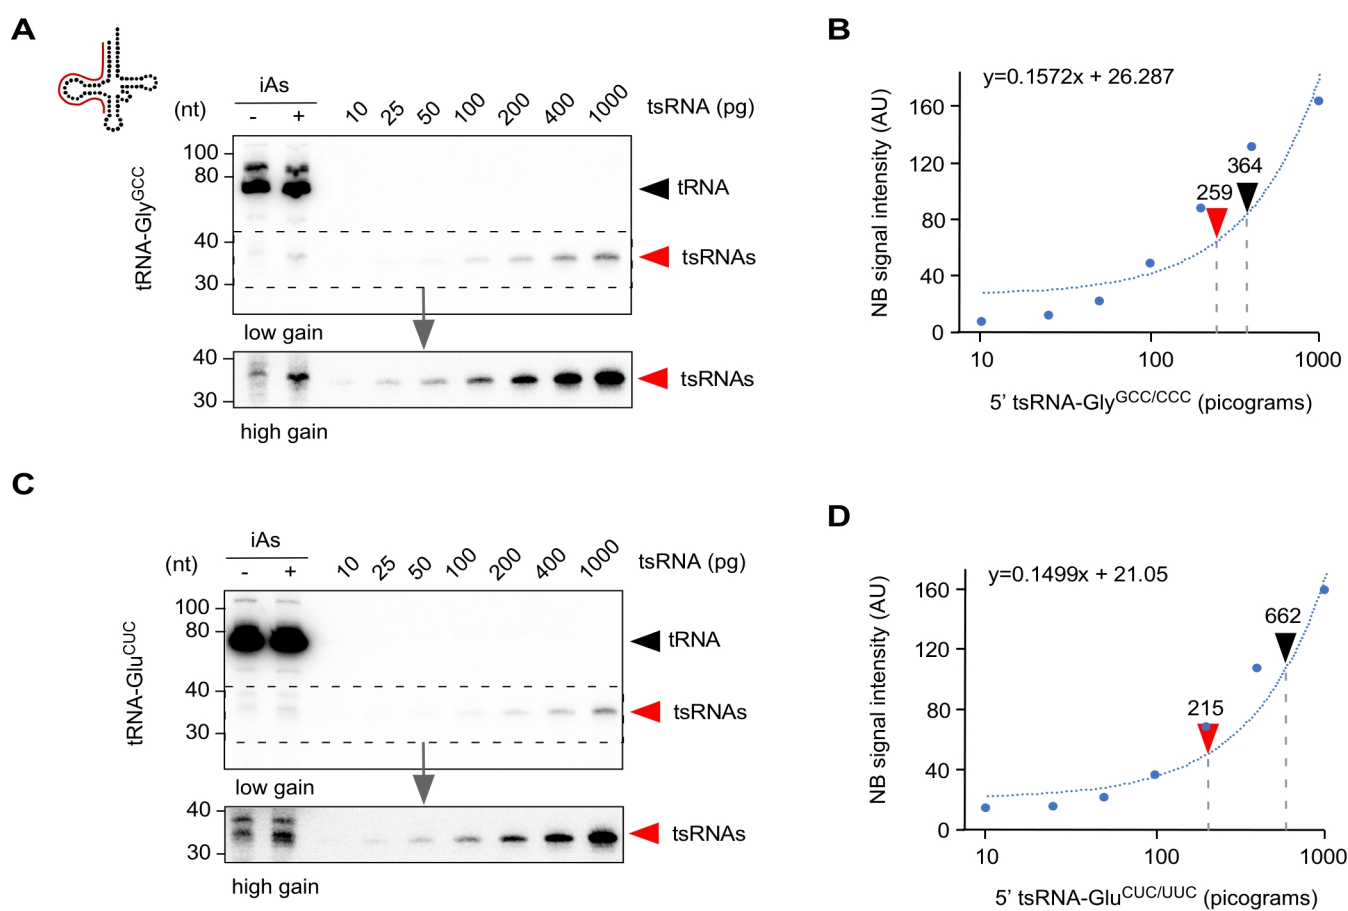 A
iAs
(nt) - + 10 25 50 100 200 400 1000 tsRNA (pg)
tRNA-GlyGCC
100
80
40
30
tRNA
tsRNAs
low gain
40
30
tsRNAs
high gain
B
y=0.1572x + 26.287
NB signal intensity (AU)
160
120
80
40
0
259
364
10 100 1000
5’ tsRNA-GlyGCC/CCC (picograms)
C
iAs
(nt) - + 10 25 50 100 200 400 1000 tsRNA (pg)
tRNA-GluCUC
100
80
40
30
tRNA
tsRNAs
low gain
40
30
tsRNAs
high gain
D
y=0.1499x + 21.05
NB signal intensity (AU)
160
120
80
40
0
215
662
10 100 1000
5’ tsRNA-GluCUC/UUC (picograms)